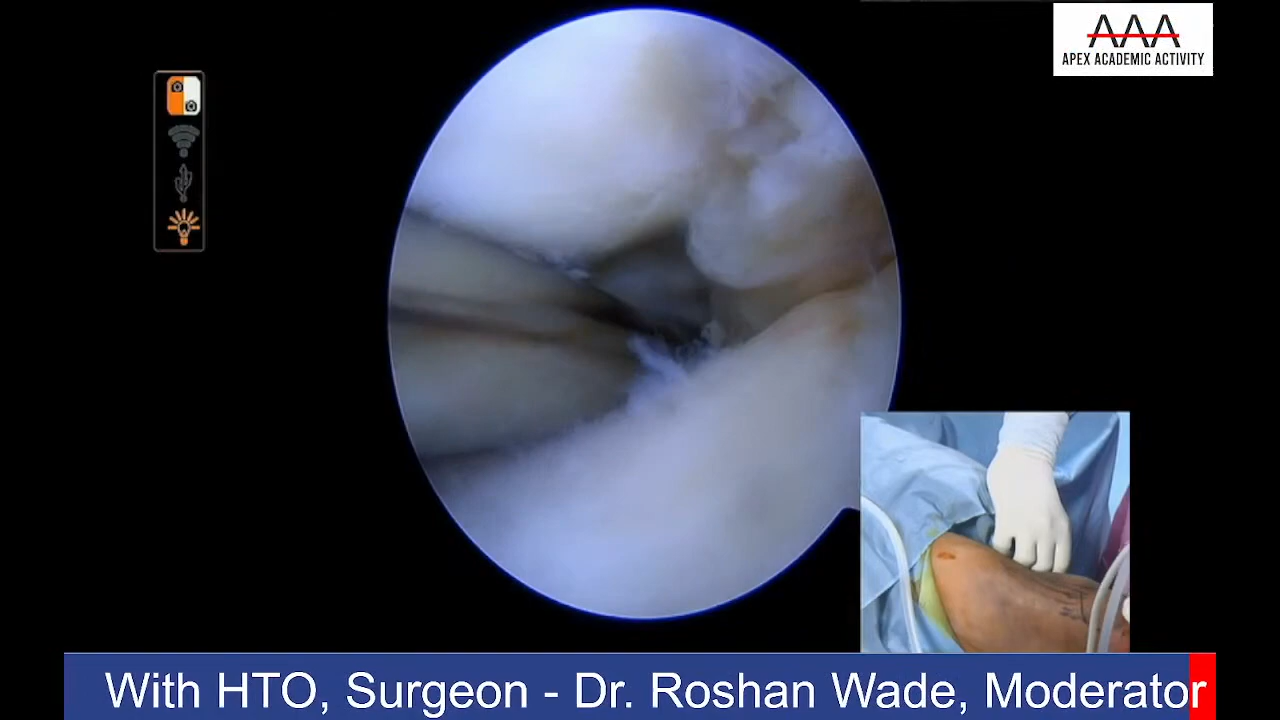 AAA
APEX ACADEMIC ACTIVITY
With HTO, Surgeon - Dr. Roshan Wade, Moderator